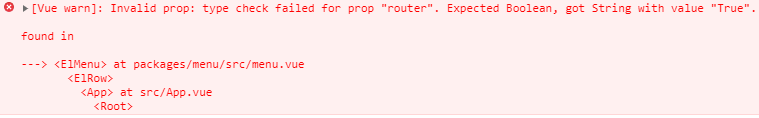 [Vue warn]: Invalid prop: type check failed for prop "router". Expected Boolean, got String with value "True".
found in
---> <ElMenu> at packages/menu/src/menu.vue
<ElRow>
<App> at src/App.vue
<Root>